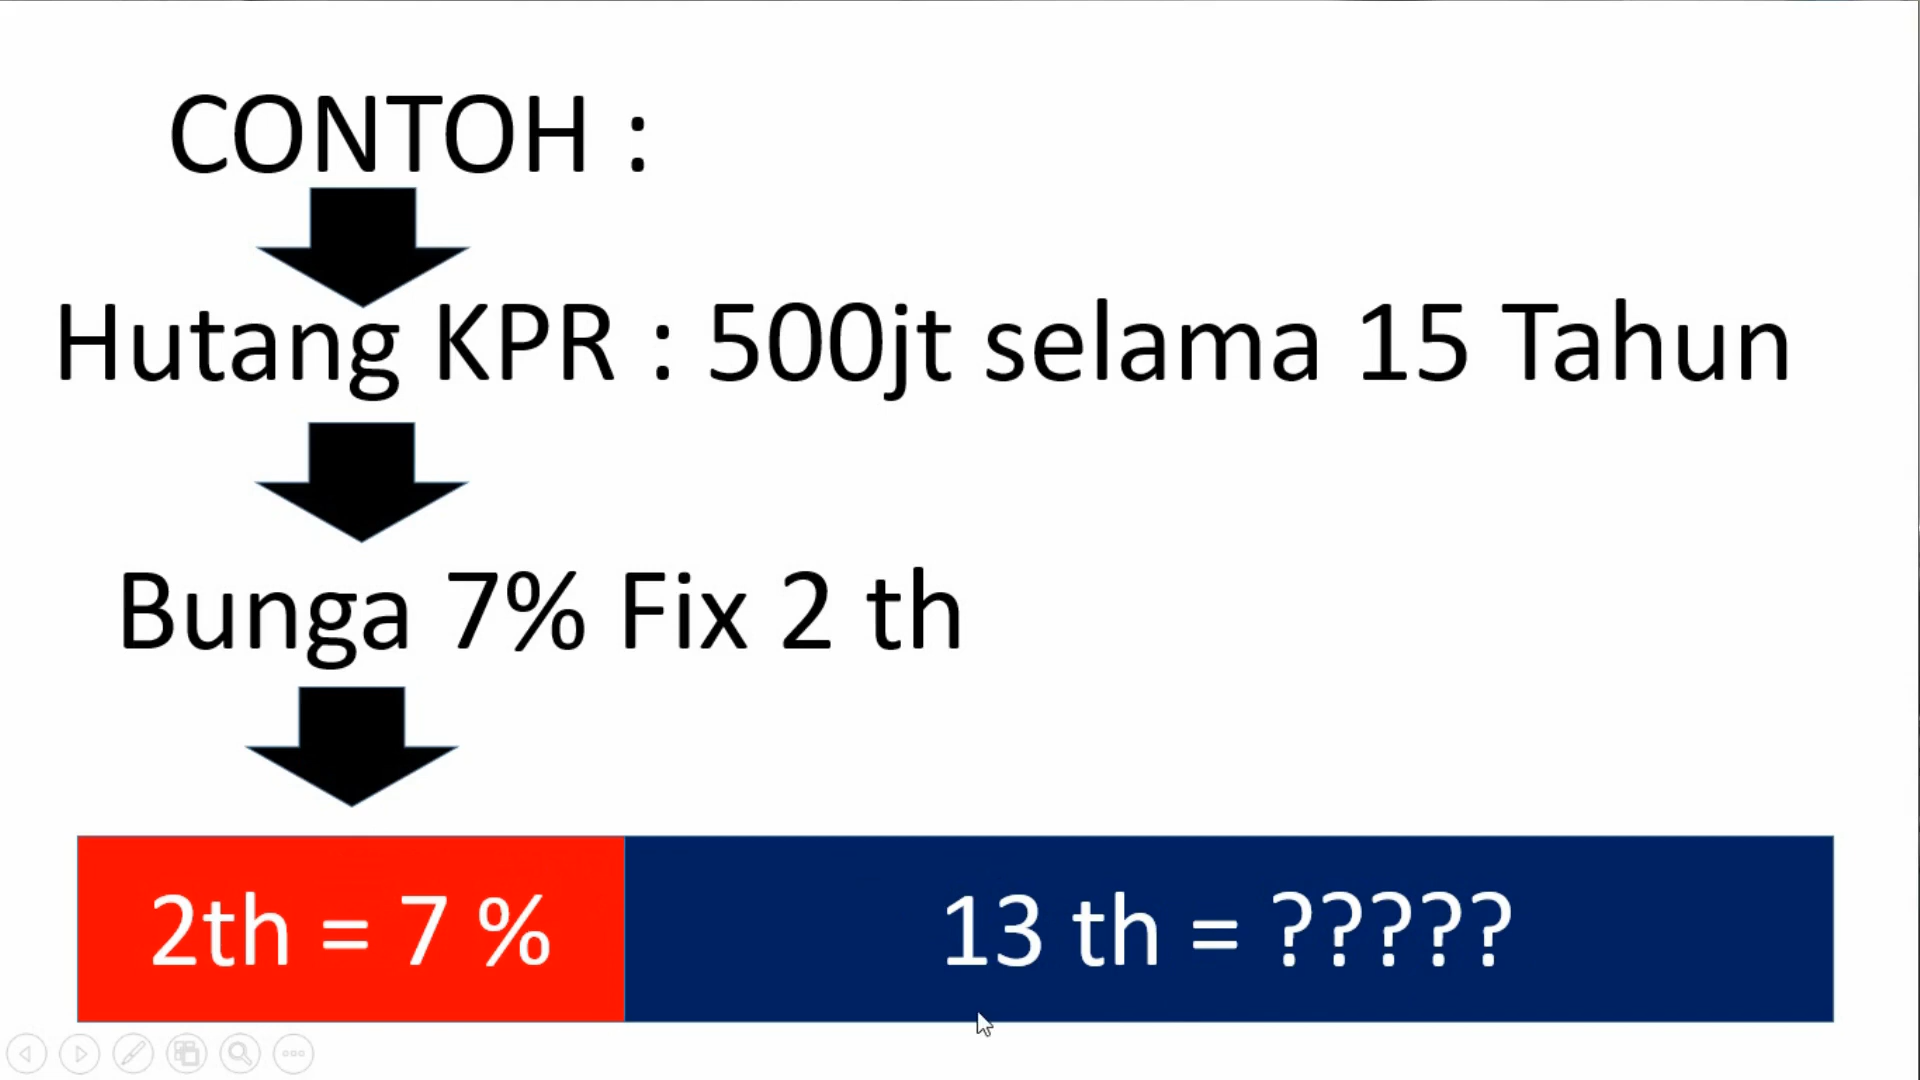 CONTOH :
Hutang KPR : 500jt selama 15 Tahun
Bunga 7% Fix 2 th
2th = 7 %
13 th = ?????